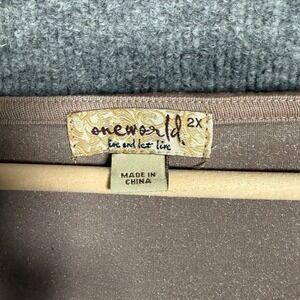 oneworld. 2X
live and let live
MADE IN
CHINA